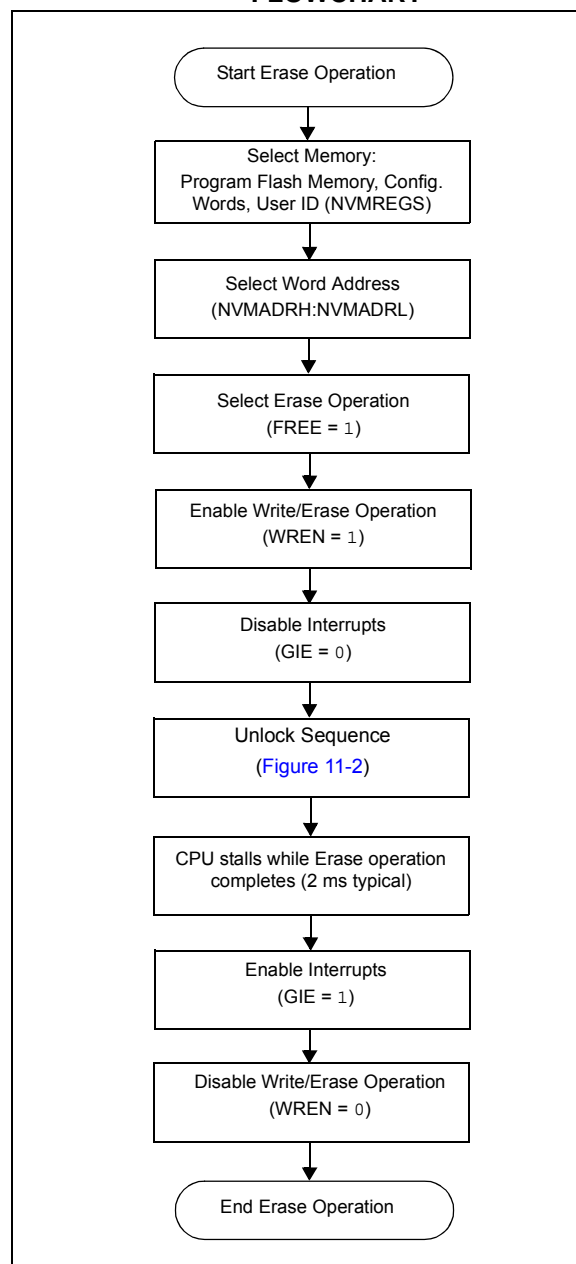 FLOWCHART
Start Erase Operation
Select Memory:
Program Flash Memory, Config.
Words, User ID (NVMREGS)
Select Word Address
(NVMADRH:NVMADRL)
Select Erase Operation
(FREE = 1)
Enable Write/Erase Operation
(WREN = 1)
Disable Interrupts
(GIE = 0)
Unlock Sequence
(Figure 11-2)
CPU stalls while Erase operation
completes (2 ms typical)
Enable Interrupts
(GIE = 1)
Disable Write/Erase Operation
(WREN = 0)
End Erase Operation